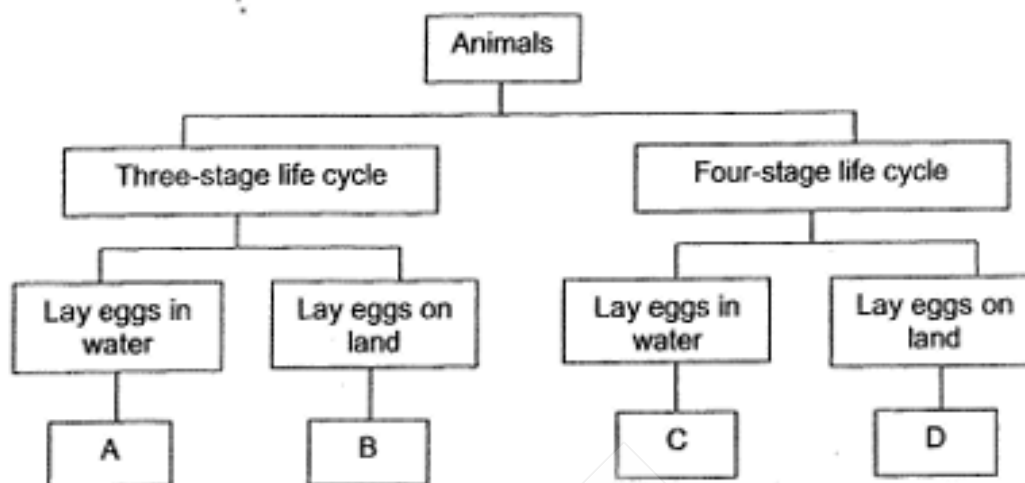 Animals
Three-stage life cycle
Four-stage life cycle
Lay eggs in
water
Lay eggs on
land
Lay eggs in
water
Lay eggs on
land
A
B
C
D